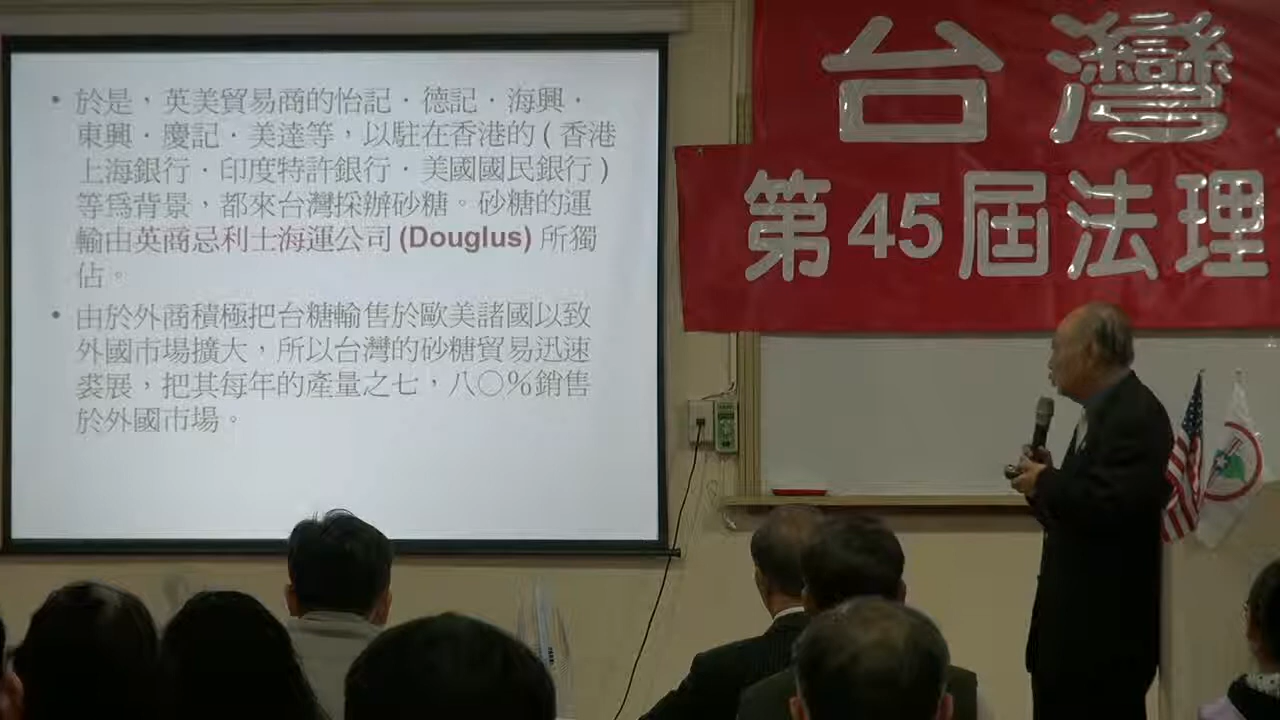 • 於是，英美貿易商的怡記．德記．海興．
東興．慶記．美達等，以駐在香港的 ( 香港
上海銀行．印度特許銀行．美國國民銀行 )
等為背景，都來台灣採辦砂糖。砂糖的運
輸由英商忌利士海運公司 (Douglus) 所獨
佔。
• 由於外商積極把台糖輸售於歐美諸國以致
外國市場擴大，所以台灣的砂糖貿易迅速
裘展，把其每年的產量之七，八〇%銷售
於外國市場。
台灣
第45屆法理